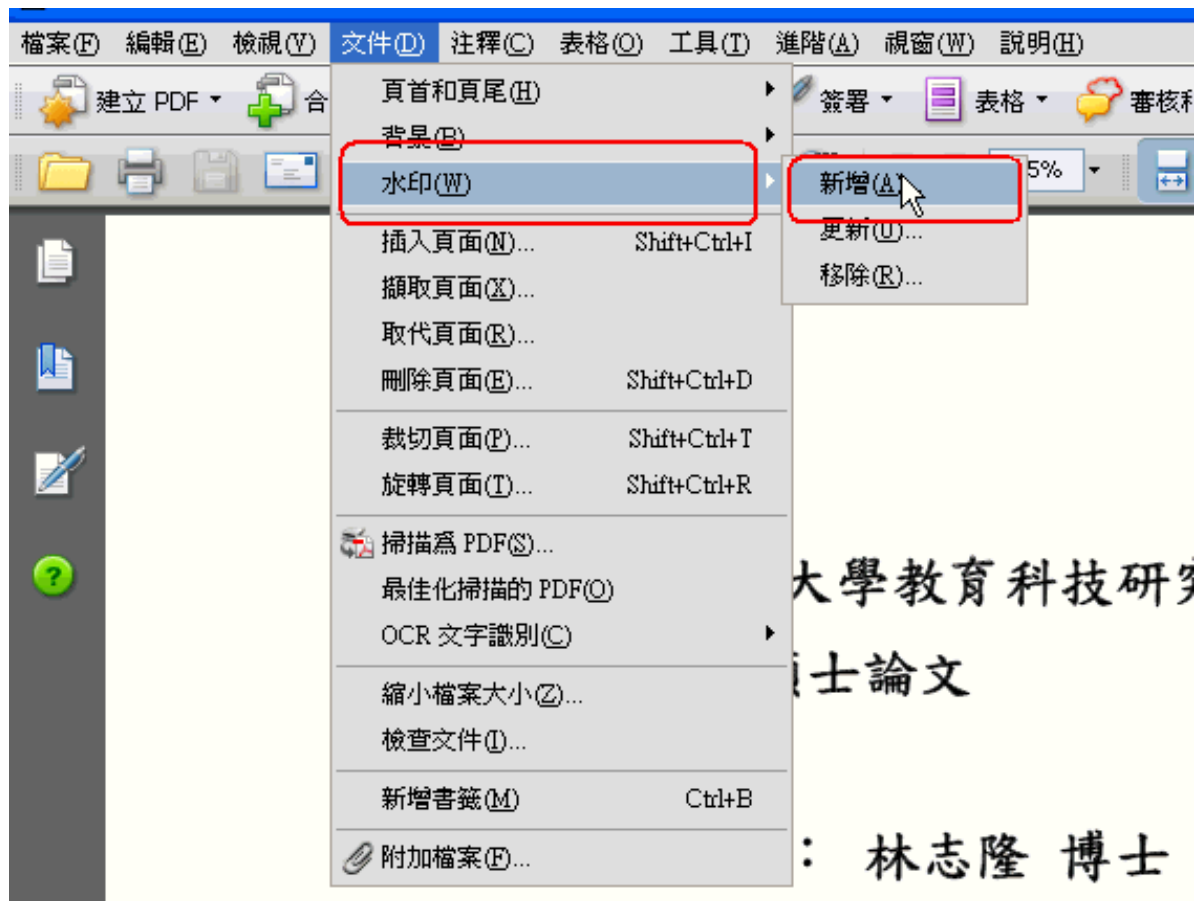 檔案(F) 編輯(E) 檢視(V) 文件(D) 注釋(C) 表格(O) 工具(T) 進階(A) 視窗(W) 說明(H)
建立 PDF 合 簽署 表格 審核
5%
頁首和頁尾(H)
背景(B)
水印(W)
新增(A)
更新(U)...
移除(R)...
插入頁面(N)... Shift+Ctrl+I
擷取頁面(X)...
取代頁面(R)...
刪除頁面(E)... Shift+Ctrl+D
裁切頁面(P)... Shift+Ctrl+T
旋轉頁面(T)... Shift+Ctrl+R
掃描為 PDF(S)...
最佳化掃描的 PDF(O)
OCR 文字識別(C)
縮小檔案大小(Z)...
檢查文件(I)...
新增書籤(M) Ctrl+B
附加檔案(F)...
大學教育科技研
士論文
： 林志隆 博士